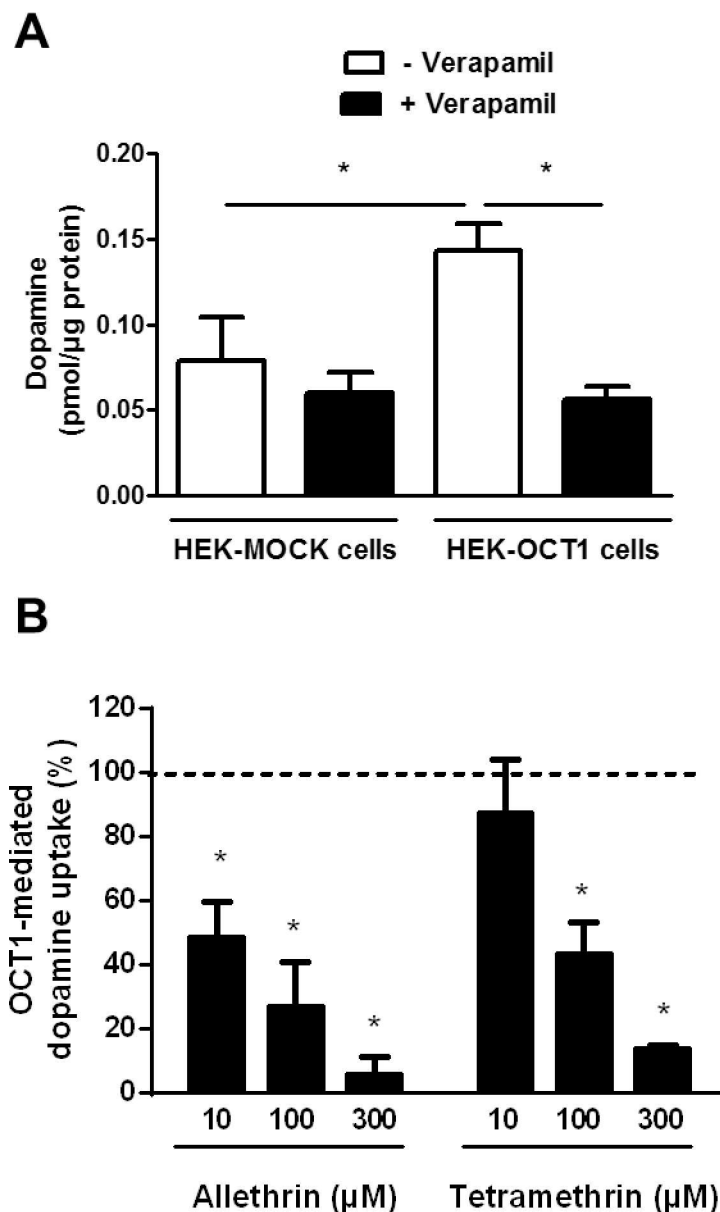 A
- Verapamil
+ Verapamil
Dopamine
(pmol/µg protein)
0.20
0.15
0.10
0.05
0.00
*
*
HEK-MOCK cells
HEK-OCT1 cells
B
OCT1-mediated
dopamine uptake (%)
120
100
80
60
40
20
0
*
*
*
*
*
10 100 300 10 100 300
Allethrin (µM) Tetramethrin (µM)